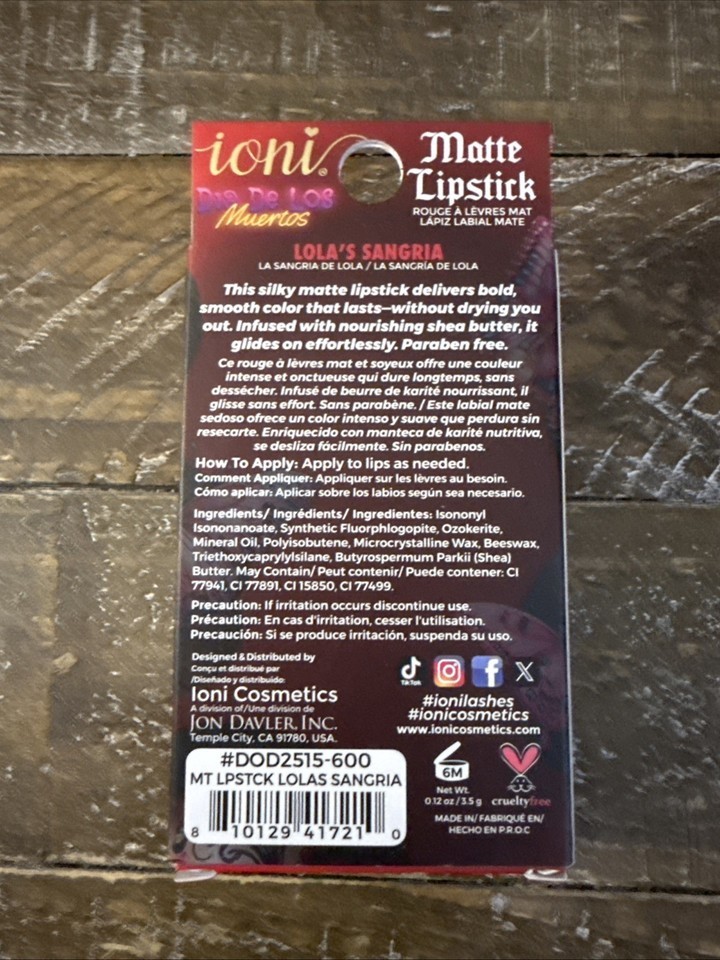 ioni®
Dia De Los
Muertos
Matte
Lipstick
ROUGE À LÈVRES MAT
LÁPIZ LABIAL MATE
LOLA'S SANGRIA
LA SANGRIA DE LOLA / LA SANGRÍA DE LOLA
This silky matte lipstick delivers bold,
smooth color that lasts—without drying you
out. Infused with nourishing shea butter, it
glides on effortlessly. Paraben free.
Ce rouge à lèvres mat et soyeux offre une couleur
intense et onctueuse qui dure longtemps, sans
dessécher. Infusé de beurre de karité nourrissant, il
glisse sans effort. Sans parabène. / Este labial mate
sedoso ofrece un color intenso y suave que perdura sin
resecarte. Enriquecido con manteca de karité nutritiva,
se desliza fácilmente. Sin parabenos.
How To Apply: Apply to lips as needed.
Comment Appliquer: Appliquer sur les lèvres au besoin.
Cómo aplicar: Aplicar sobre los labios según sea necesario.
Ingredients/ Ingrédients/ Ingredientes: Isononyl
Isononanoate, Synthetic Fluorphlogopite, Ozokerite,
Mineral Oil, Polyisobutene, Microcrystalline Wax, Beeswax,
Triethoxycaprylylsilane, Butyrospermum Parkii (Shea)
Butter. May Contain/ Peut contenir/ Puede contener: CI
77941, CI 77891, CI 15850, CI 77499.
Precaution: If irritation occurs discontinue use.
Précaution: En cas d'irritation, cesser l'utilisation.
Precaución: Si se produce irritación, suspenda su uso.
Designed & Distributed by
Conçu et distribué par
/Diseñado y distribuido:
Ioni Cosmetics
A division of/Une division de
JON DAVLER, INC.
Temple City, CA 91780, USA.
TikTok
#ionilashes
#ionicosmetics
www.ionicosmetics.com
#DOD2515-600
MT LPSTCK LOLAS SANGRIA
8 10129 41721 0
6M
Net Wt.
0.12 oz / 3.5 g
crueltyfree
MADE IN/ FABRIQUÉ EN/
HECHO EN P.R.O.C